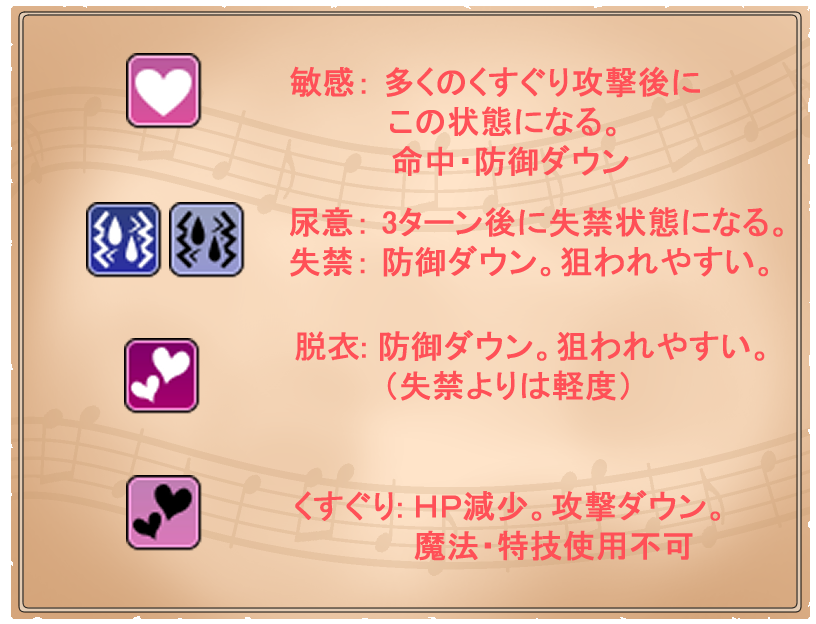 敏感： 多くのくすぐり攻撃後に
この状態になる。
命中・防御ダウン
尿意： 3ターン後に失禁状態になる。
失禁： 防御ダウン。狙われやすい。
脱衣： 防御ダウン。狙われやすい。
（失禁よりは軽度）
くすぐり： ＨＰ減少。攻撃ダウン。
魔法・特技使用不可